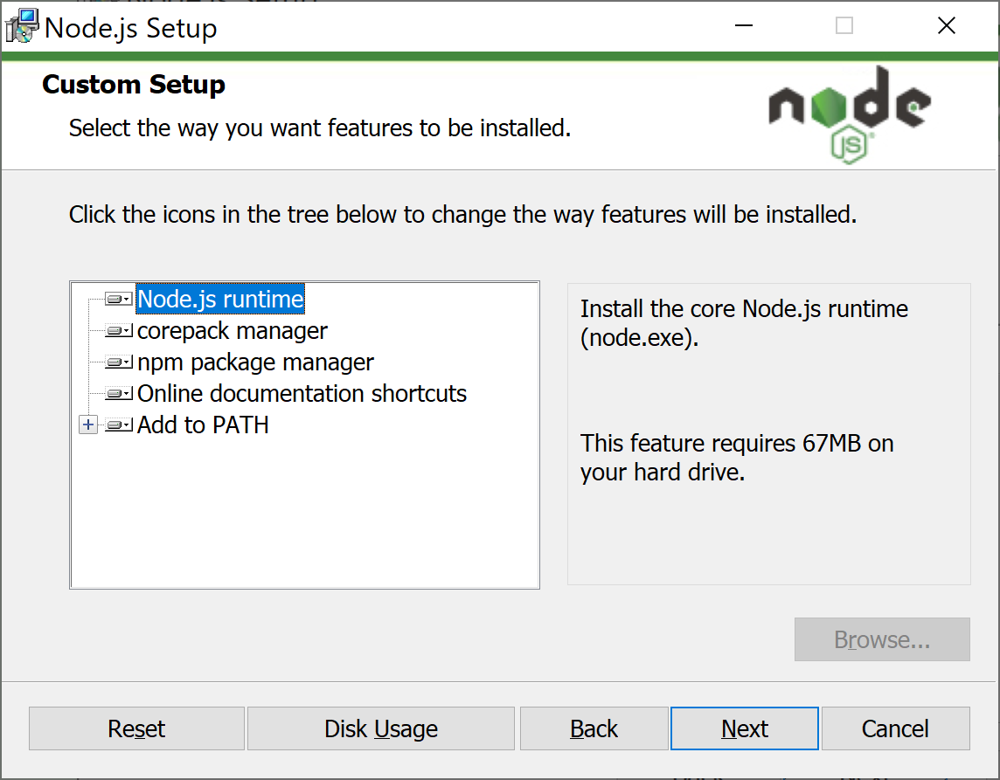 Node.js Setup
Custom Setup
Select the way you want features to be installed.
node
JS
Click the icons in the tree below to change the way features will be installed.
Node.js runtime
corepack manager
npm package manager
Online documentation shortcuts
Add to PATH
Install the core Node.js runtime
(node.exe).
This feature requires 67MB on
your hard drive.
Browse...
Reset
Disk Usage
Back
Next
Cancel